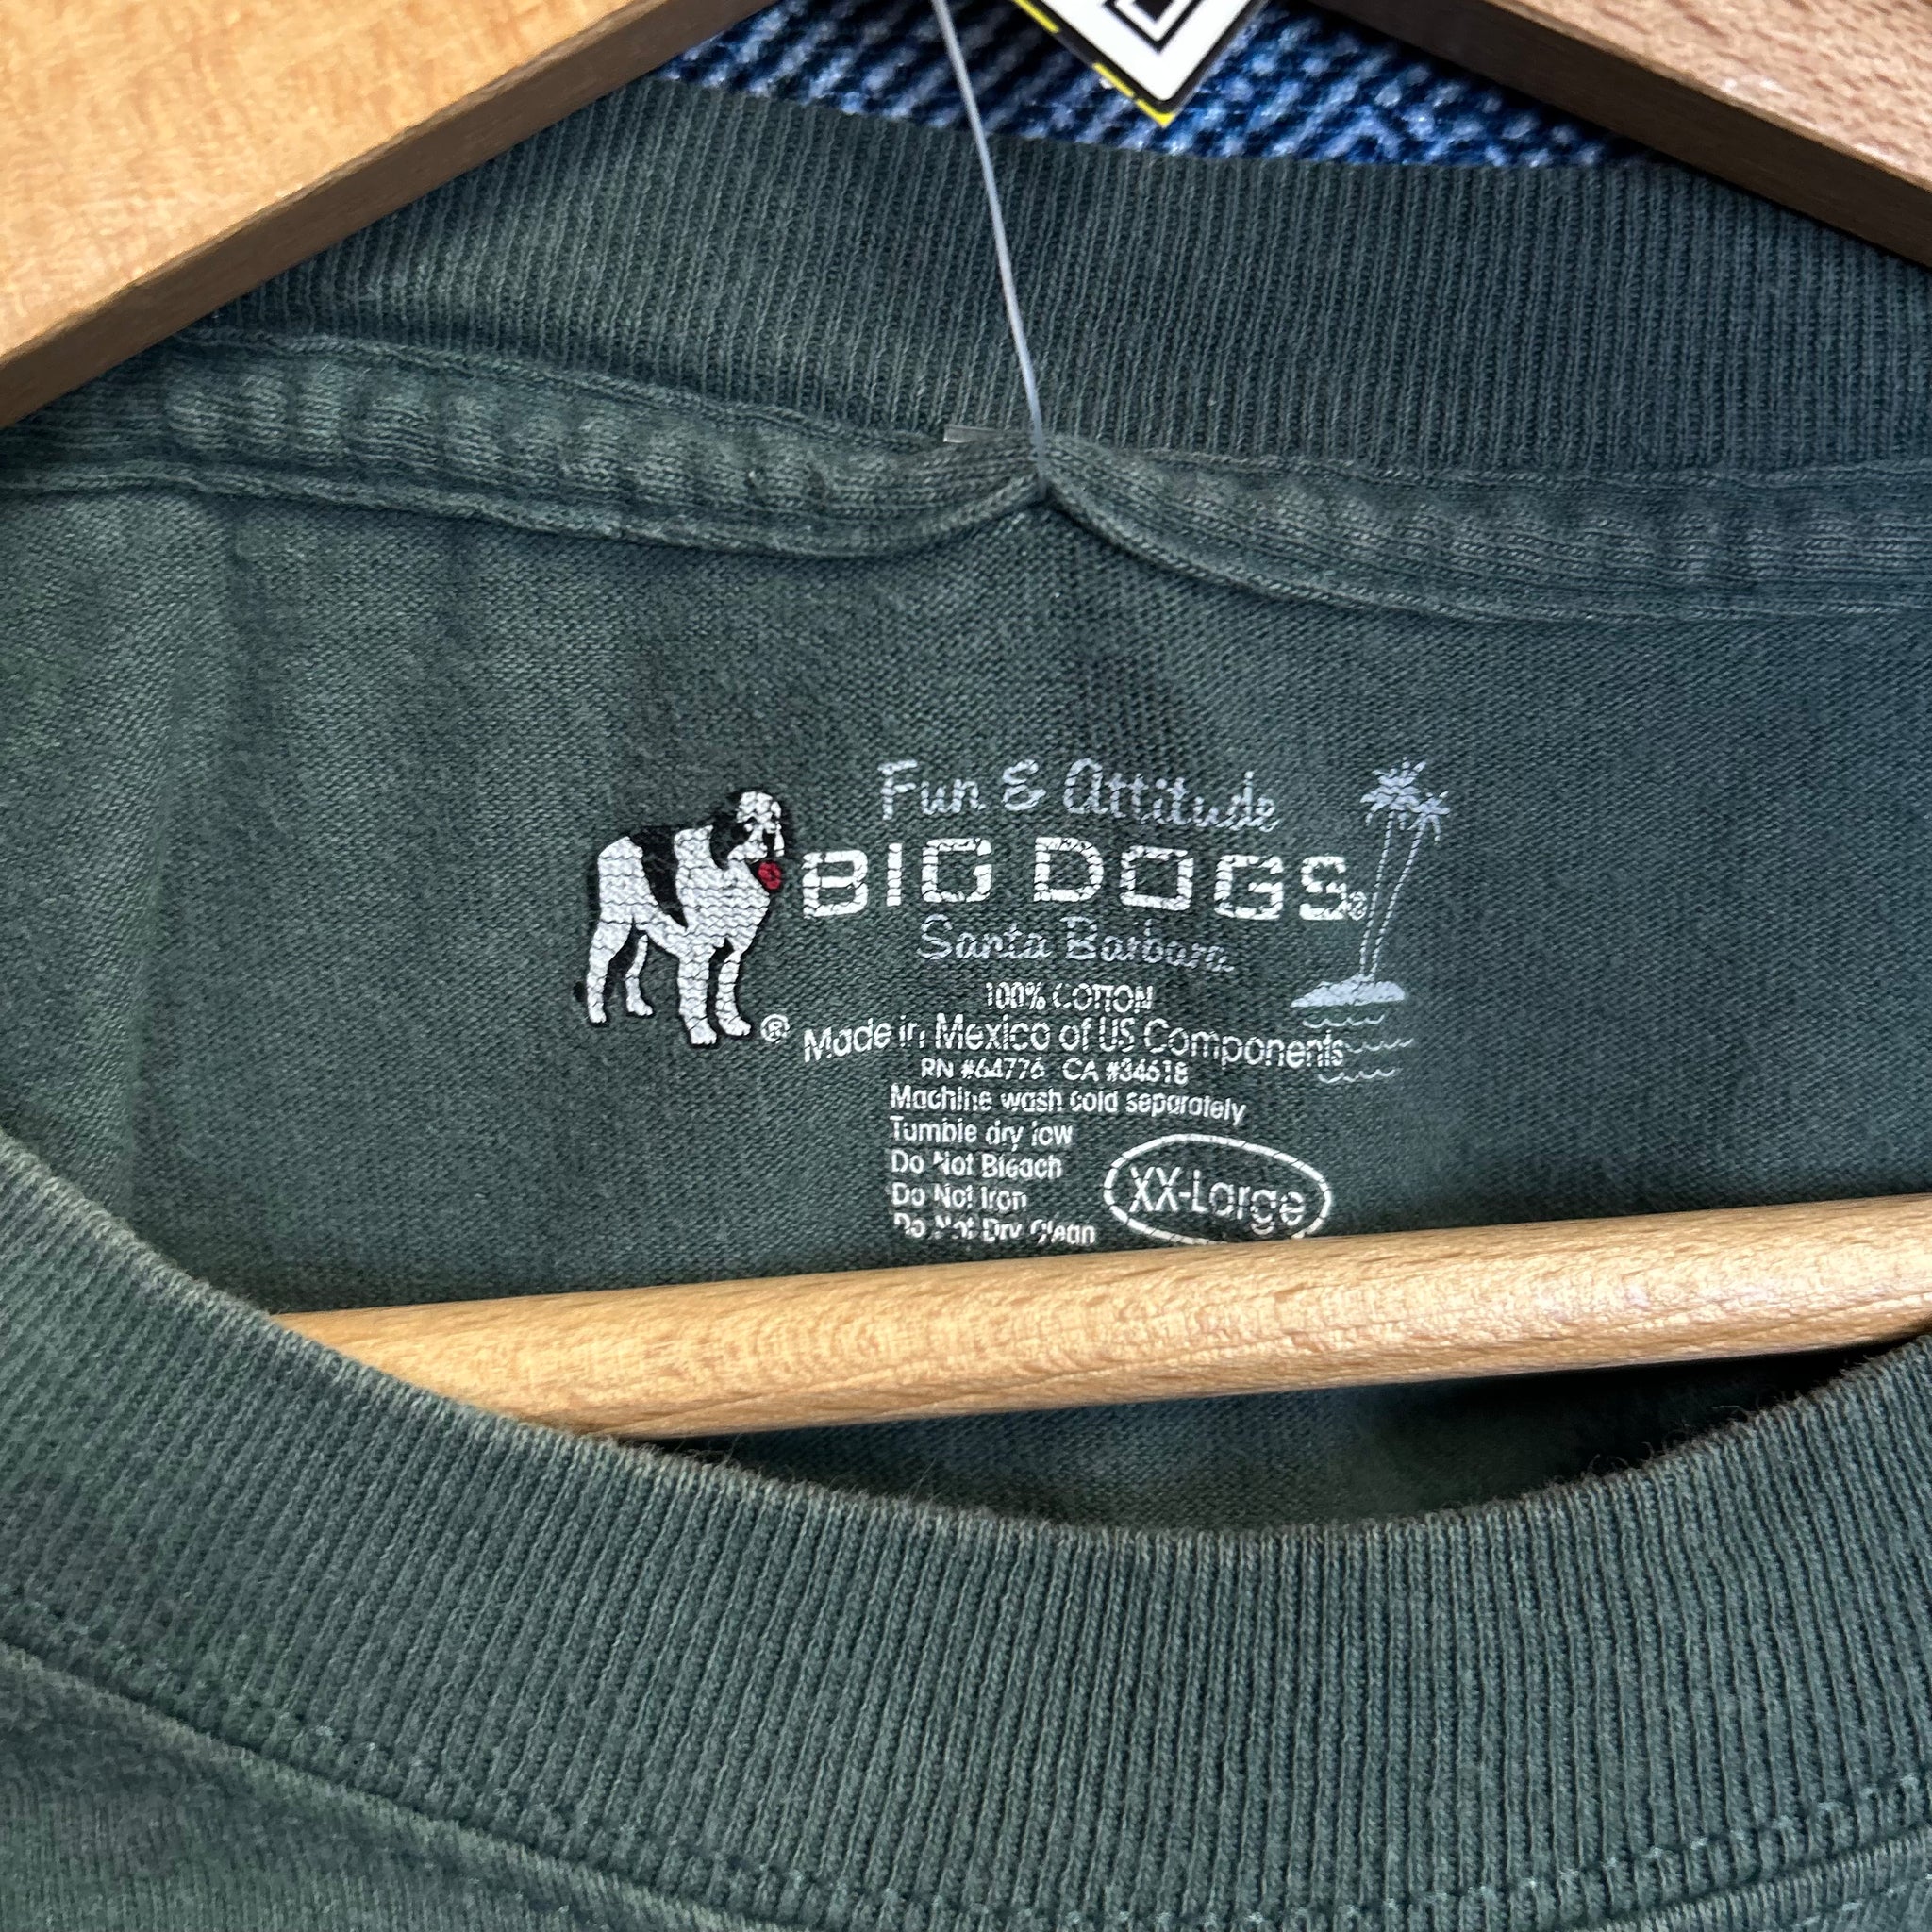 Fun & Attitude
BIG DOGS®
Santa Barbara
100% COTTON
® Made in Mexico of US Components
RN #64776 CA #34618
Machine wash cold separately
Tumble dry low
Do Not Bleach
Do Not Iron
Do Not Dry Clean
XX-Large